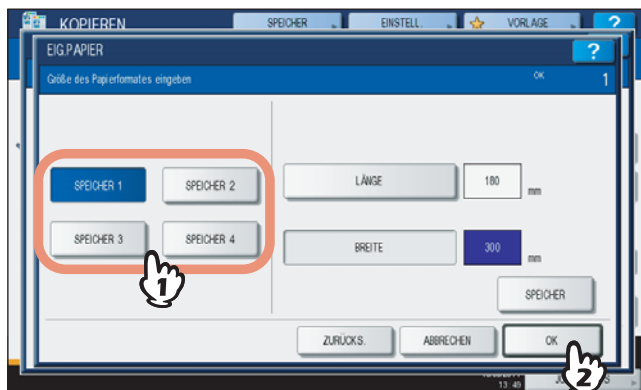 KOPIEREN SPEICHER EINSTELL. VORLAGE ?
EIG.PAPIER ?
Größe des Papierformates eingeben OK 1
SPEICHER 1 SPEICHER 2 LÄNGE 180 mm
SPEICHER 3 SPEICHER 4 BREITE 300 mm
1
SPEICHER
ZURÜCKS. ABBRECHEN OK
2
13:49